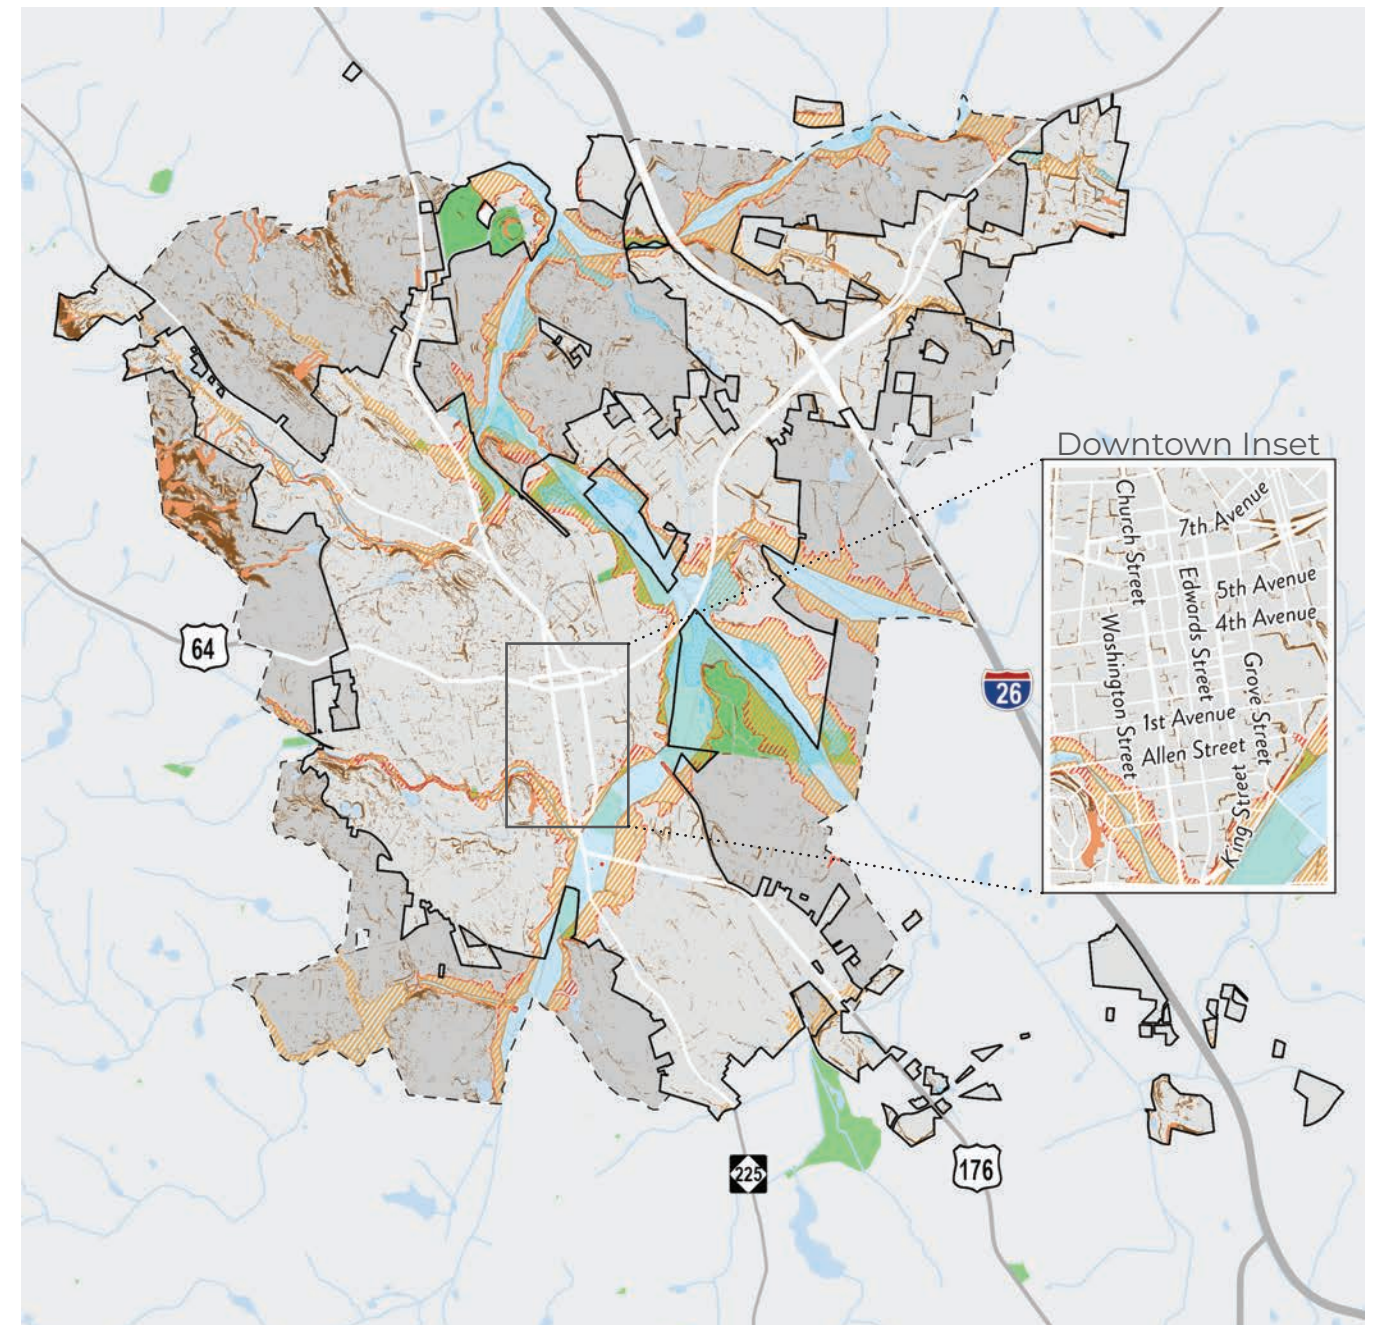 Downtown Inset
Church Street
7th Avenue
5th Avenue
Edwards Street
4th Avenue
Washington Street
Grove Street
1st Avenue
Allen Street
King Street
64
26
225
176